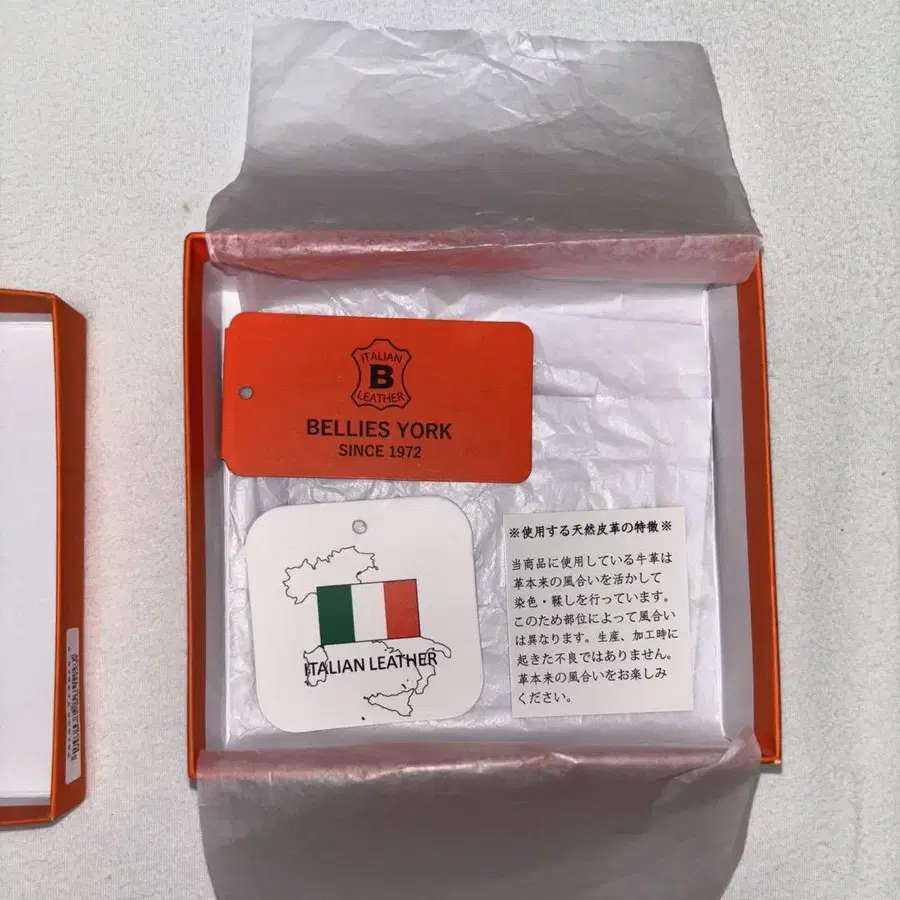 ITALIAN
B
LEATHER
BELLIES YORK
SINCE 1972
ITALIAN LEATHER
※使用する天然皮革の特徴※
当商品に使用している牛革は
革本来の風合いを活かして
染色・鞣しを行っています。
このため部位によって風合い
は異なります。生産、加工時に
起きた不良ではありません。
革本来の風合いをお楽しみ
ください。